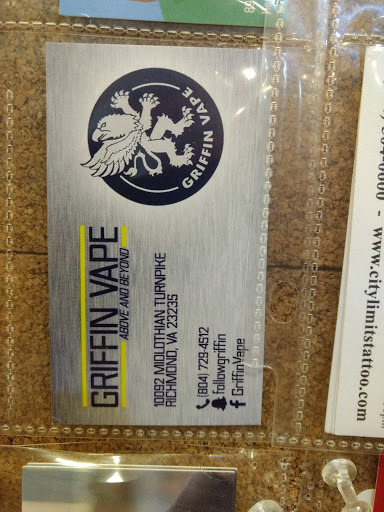 GRIFFIN VAPE
GRIFFIN VAPE
ABOVE AND BEYOND
10092 MIDLOTHIAN TURNPIKE
RICHMOND, VA 23235
(804) 729-4512
followgriffin
GriffinVape
www.citylimitstattoo.com